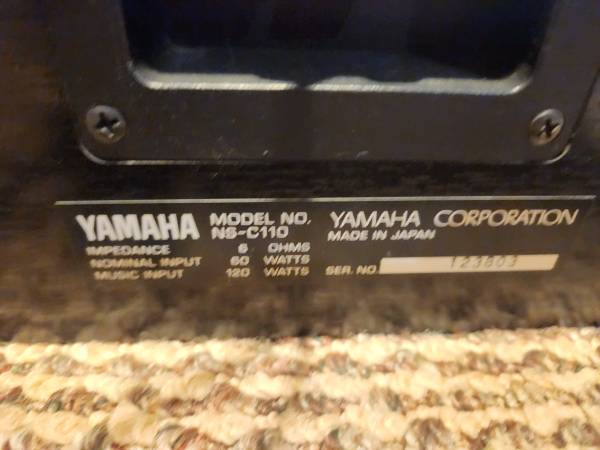 YAMAHA MODEL NO. NS-C110 YAMAHA CORPORATION
MADE IN JAPAN
IMPEDANCE 6 OHMS
NOMINAL INPUT 60 WATTS
MUSIC INPUT 120 WATTS SER. NO. 123803